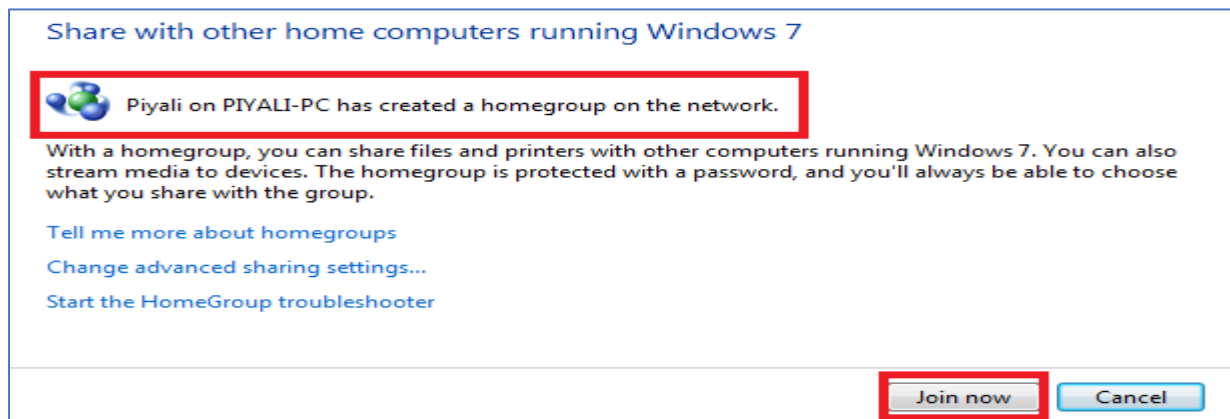 Share with other home computers running Windows 7
Piyali on PIYALI-PC has created a homegroup on the network.
With a homegroup, you can share files and printers with other computers running Windows 7. You can also
stream media to devices. The homegroup is protected with a password, and you'll always be able to choose
what you share with the group.
Tell me more about homegroups
Change advanced sharing settings...
Start the HomeGroup troubleshooter
Join now
Cancel